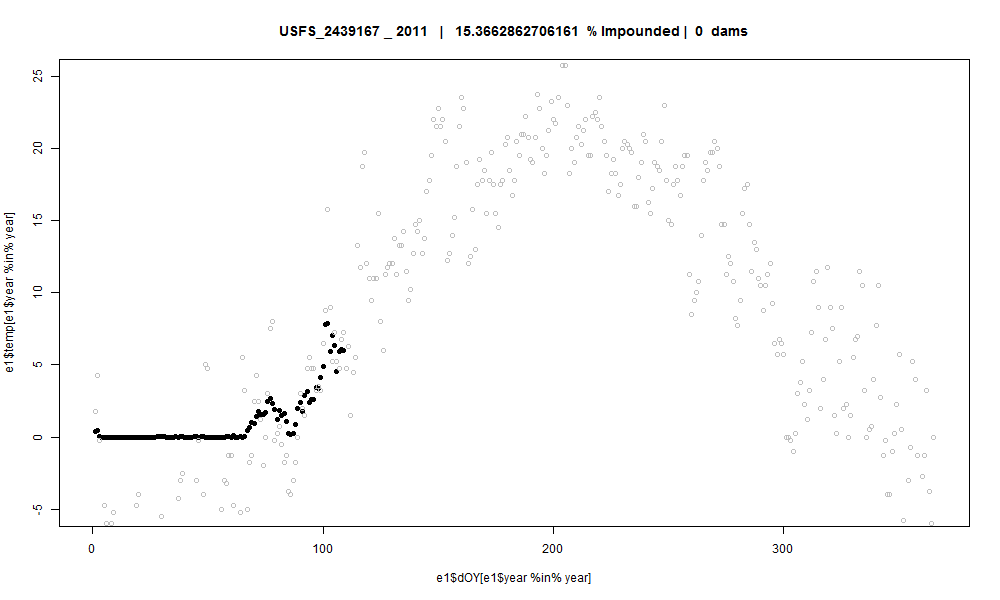 USFS_2439167 _ 2011 | 15.3662862706161 % Impounded | 0 dams
e1$temp[e1$year %in% year]
25
20
15
10
5
0
-5
0 100 200 300
e1$dOY[e1$year %in% year]